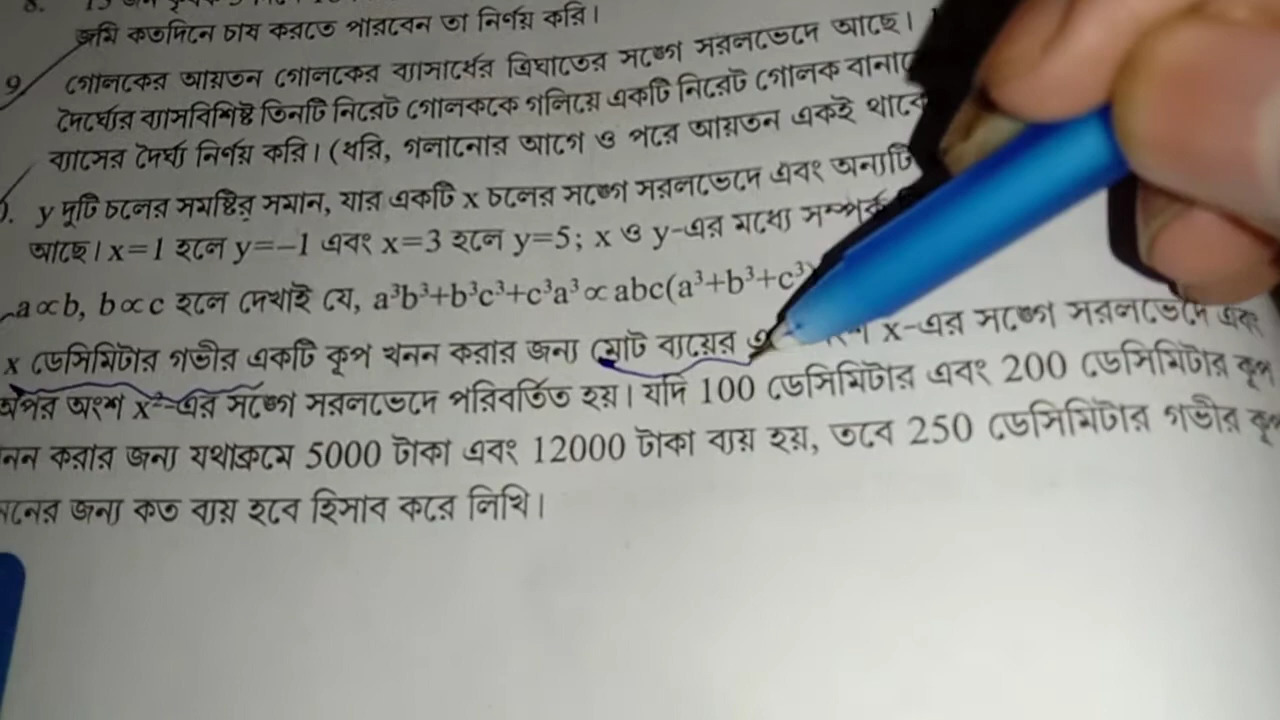 জমি কতদিনে চাষ করতে পারবেন তা নির্ণয় করি।
9 গোলকের আয়তন গোলকের ব্যাসার্ধের ত্রিঘাতের সঙ্গে সরলভেদে আছে।
দৈর্ঘ্যের ব্যাসবিশিষ্ট তিনটি নিরেট গোলককে গলিয়ে একটি নিরেট গোলক
ব্যাসের দৈর্ঘ্য নির্ণয় করি। (ধরি, গলানোর আগে ও পরে আয়তন একই
y দুটি চলের সমষ্টির সমান, যার একটি x চলের সঙ্গে সরলভেদে এবং অন্যটি
আছে। x=1 হলে y=−1 এবং x=3 হলে y=5; x ও y-এর মধ্যে সম্পর্ক
a∝b, b∝c হলে দেখাই যে, a³b³+b³c³+c³a³∝abc(a³+b³+c³)
x ডেসিমিটার গভীর একটি কূপ খনন করার জন্য মোট ব্যয়ের x-এর সঙ্গে সরলভেদে এবং
অপর অংশ x²-এর সঙ্গে সরলভেদে পরিবর্তিত হয়। যদি 100 ডেসিমিটার এবং 200 ডেসিমিটার কূপ
করার জন্য যথাক্রমে 5000 টাকা এবং 12000 টাকা ব্যয় হয়, তবে 250 ডেসিমিটার গভীর
জন্য কত ব্যয় হবে হিসাব করে লিখি।